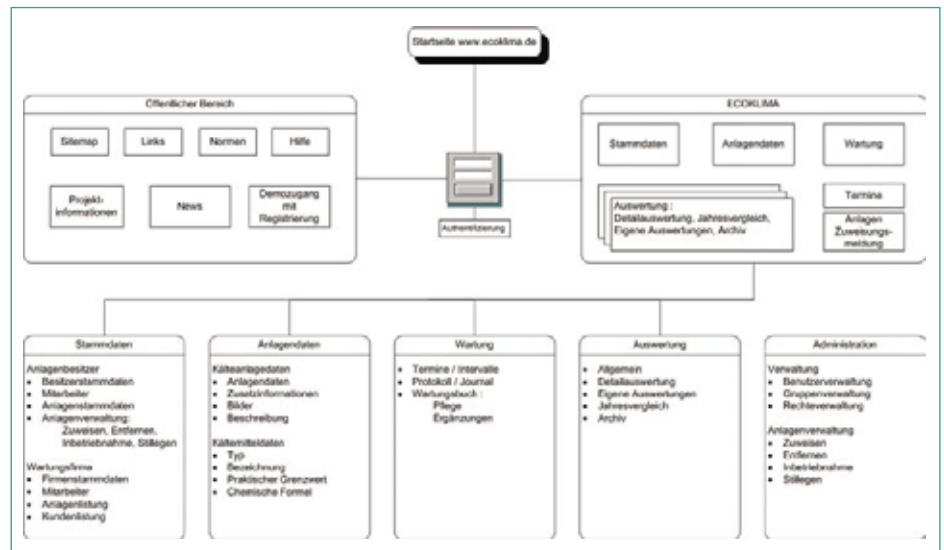 Startseite www.ecoklima.de
Öffentlicher Bereich
Sitemap
Links
Normen
Hilfe
Projekt-
informationen
News
Demozugang
mit
Registrierung
Authentifizierung
ECOKLIMA
Stammdaten
Anlagendaten
Wartung
Auswertung :
Detailauswertung, Jahresvergleich,
Eigene Auswertungen, Archiv
Termine
Anlagen
Zuweisungs-
meldung
Stammdaten
Anlagenbesitzer
• Besitzerstammdaten
• Mitarbeiter
• Anlagenstammdaten
• Anlagenverwaltung:
Zuweisen, Entfernen,
Inbetriebnahme, Stillegen
Wartungsfirma
• Firmenstammdaten
• Mitarbeiter
• Anlagenlistung
• Kundenlistung
Anlagendaten
Kälteanlagedaten
• Anlagendaten
• Zusatzinformationen
• Bilder
• Beschreibung
Kältemitteldaten
• Typ
• Bezeichnung
• Praktischer Grenzwert
• Chemische Formel
Wartung
• Termine / Intervalle
• Protokoll / Journal
• Wartungsbuch :
Pflege
Ergänzungen
Auswertung
• Allgemein
• Detailauswertung
• Eigene Auswertungen
• Jahresvergleich
• Archiv
Administration
Verwaltung
• Benutzerverwaltung
• Gruppenverwaltung
• Rechteverwaltung
Anlagenverwaltung
• Zuweisen
• Entfernen
• Inbetriebnahme
• Stillegen